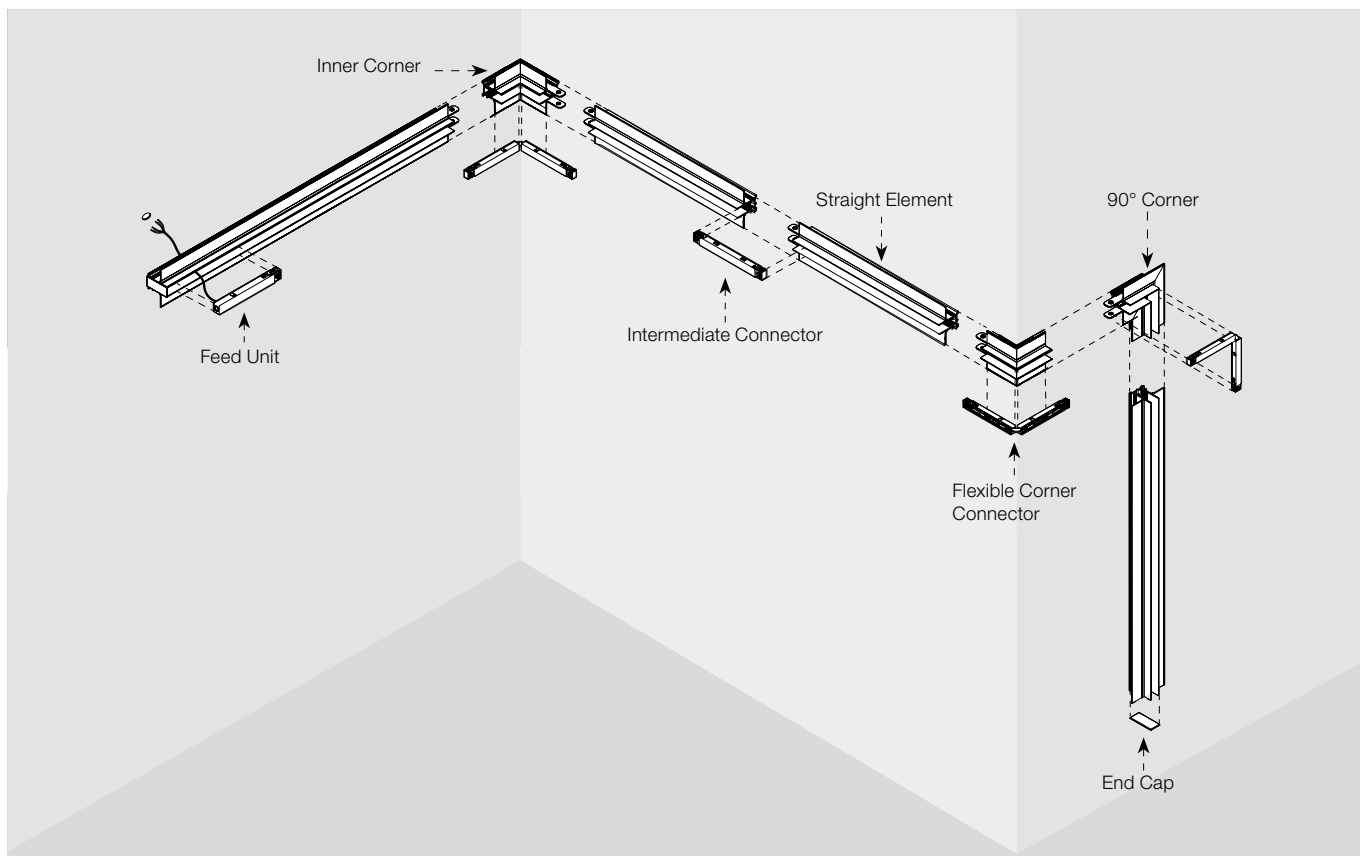 Inner Corner
Straight Element
90° Corner
Intermediate Connector
Feed Unit
Flexible Corner
Connector
End Cap